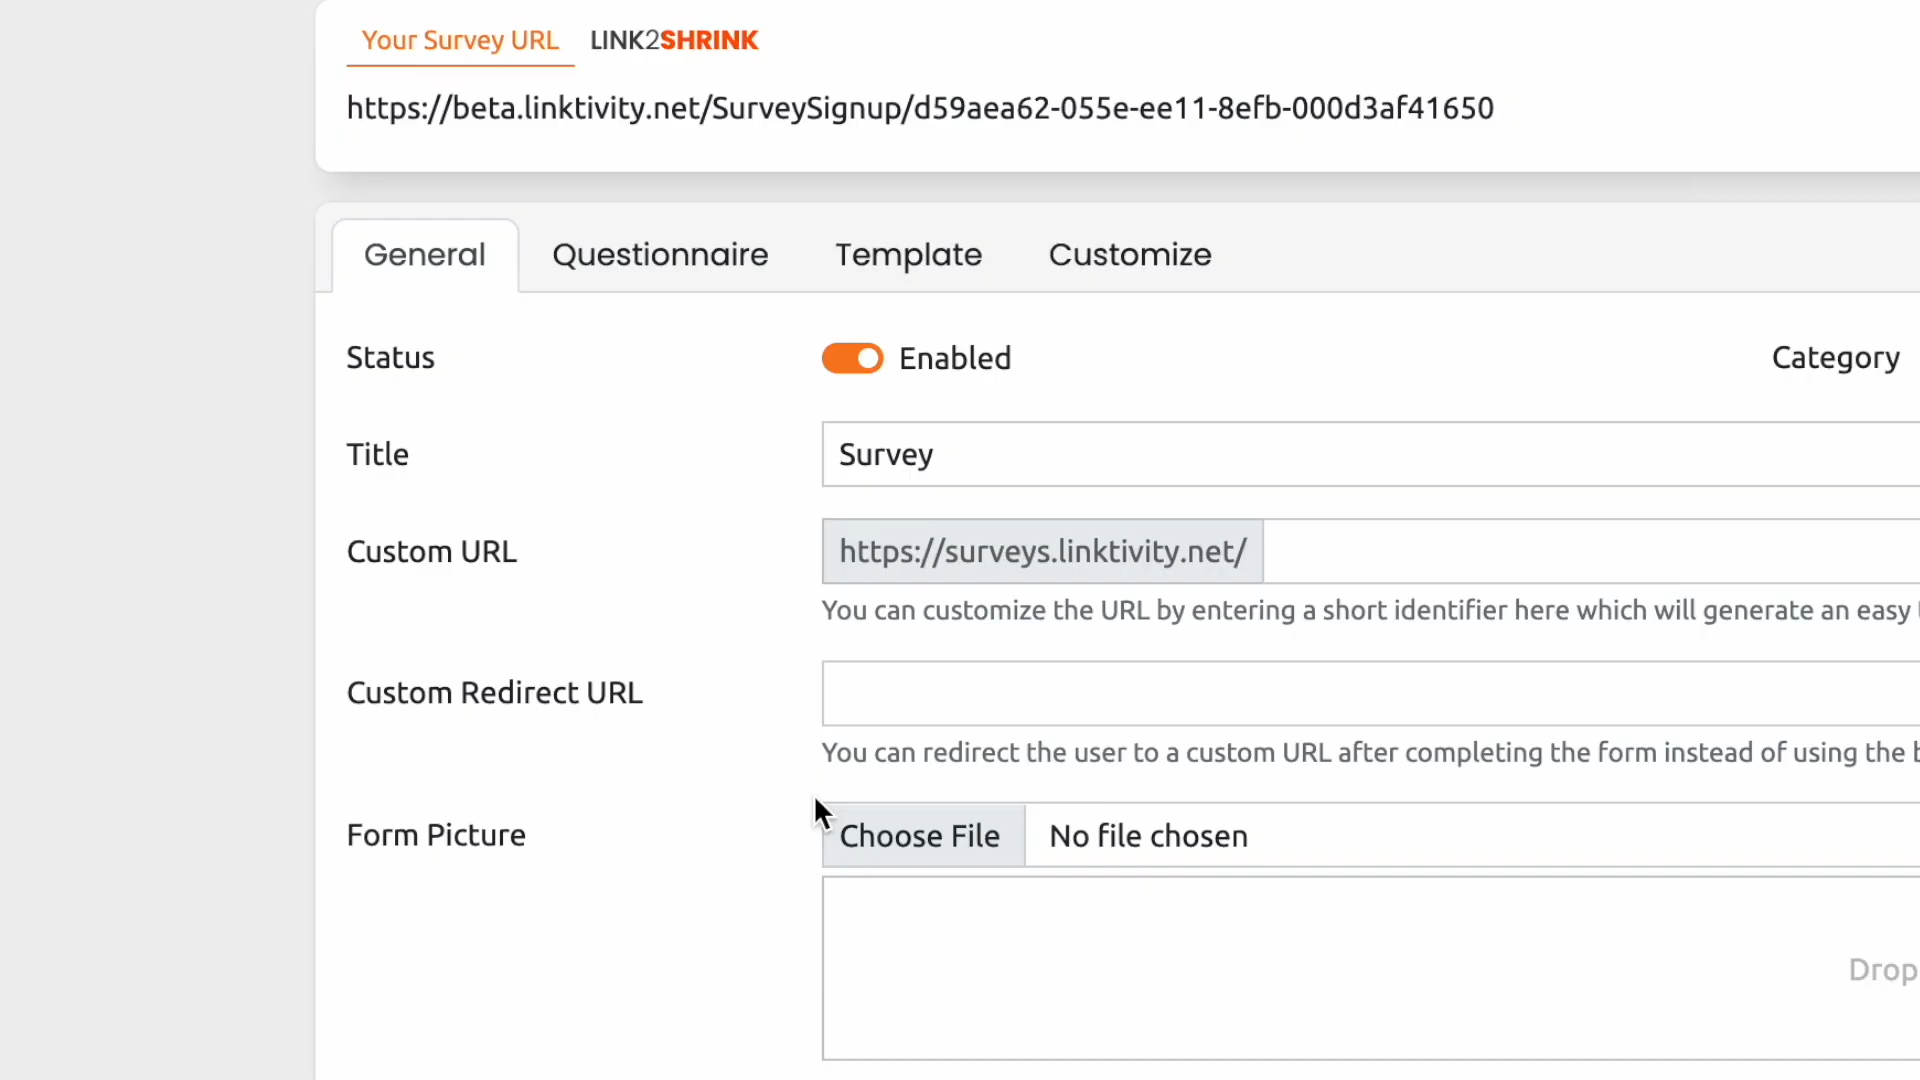 Your Survey URL LINK2SHRINK
https://beta.linktivity.net/SurveySignup/d59aea62-055e-ee11-8efb-000d3af41650
General Questionnaire Template Customize
Status Enabled Category
Title Survey
Custom URL https://surveys.linktivity.net/
You can customize the URL by entering a short identifier here which will generate an easy
Custom Redirect URL
You can redirect the user to a custom URL after completing the form instead of using the
Form Picture Choose File No file chosen
Drop